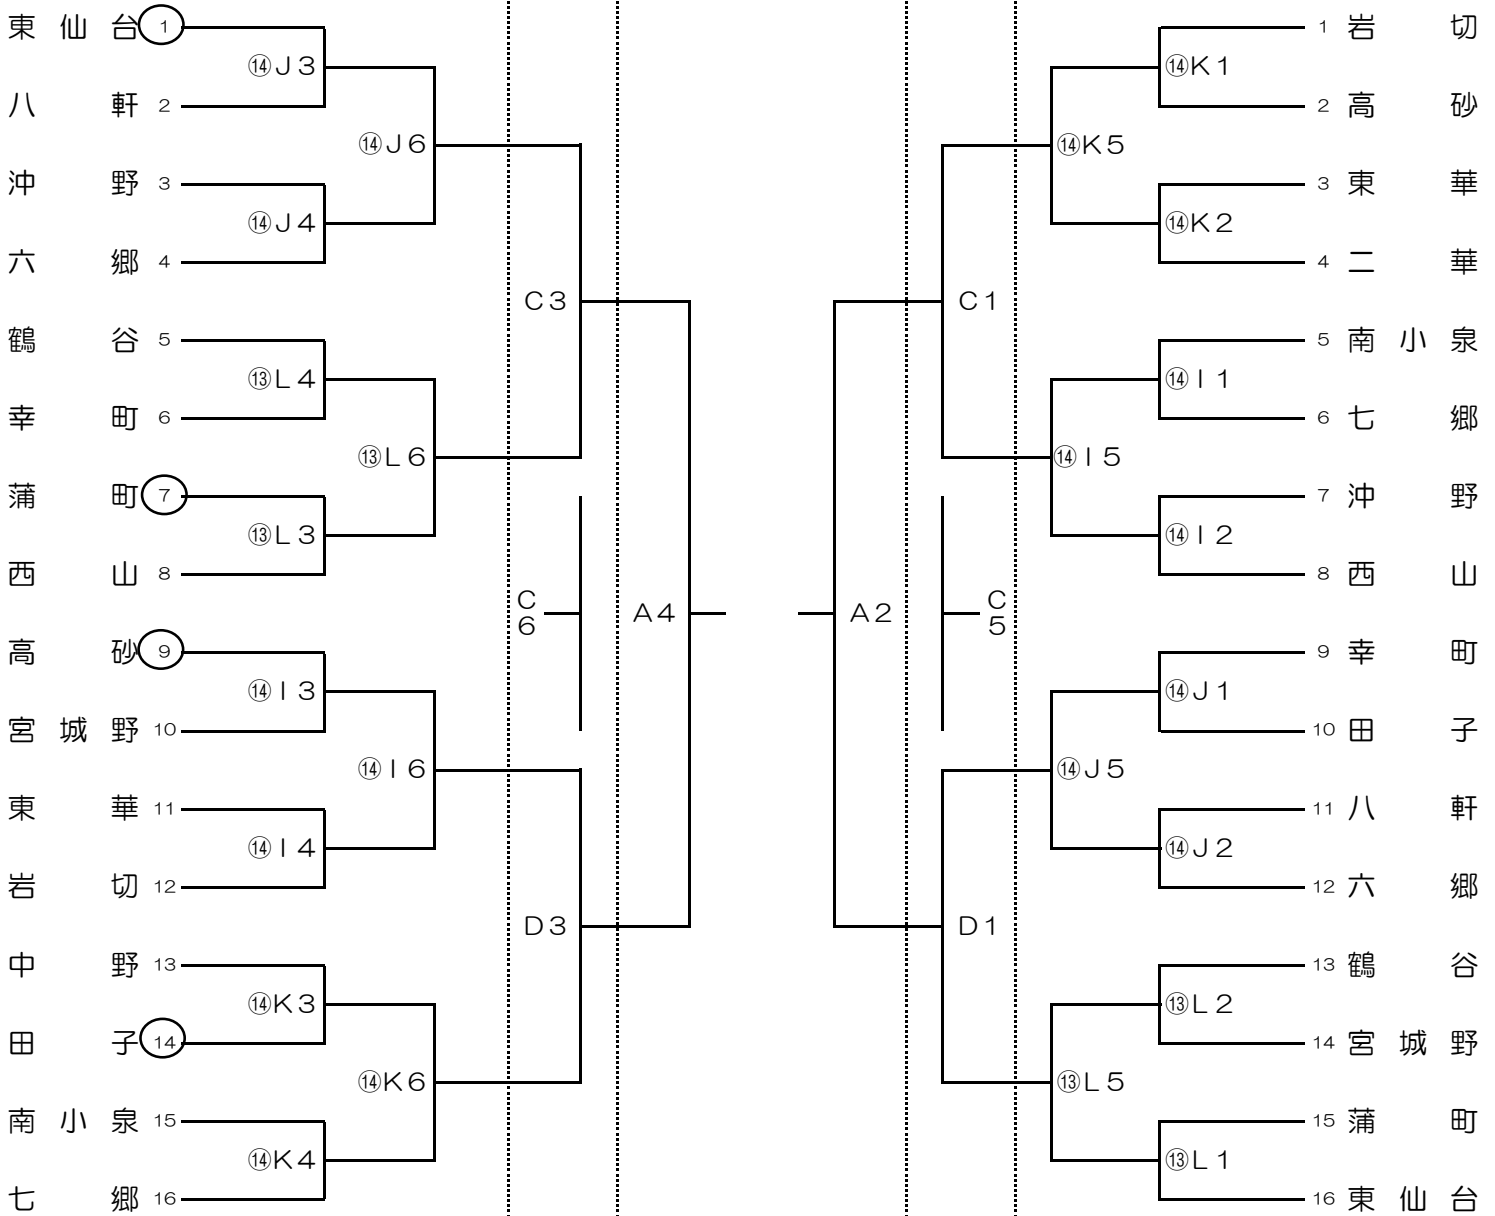 東仙台 1
⑭J3
八軒 2
⑭J6
沖野 3
⑭J4
六郷 4
C3
鶴谷 5
⑬L4
幸町 6
⑬L6
蒲町 7
⑬L3
西山 8
C6
A4
高砂 9
⑭I3
宮城野 10
⑭I6
東華 11
⑭I4
岩切 12
D3
中野 13
⑭K3
田子 14
⑭K6
南小泉 15
⑭K4
七郷 16
1 岩切
⑭K1
2 高砂
⑭K5
3 東華
⑭K2
4 二華
C1
5 南小泉
⑭I1
6 七郷
⑭I5
7 沖野
⑭I2
8 西山
A2
C5
9 幸町
⑭J1
10 田子
⑭J5
11 八軒
⑭J2
12 六郷
D1
13 鶴谷
⑬L2
14 宮城野
⑬L5
15 蒲町
⑬L1
16 東仙台